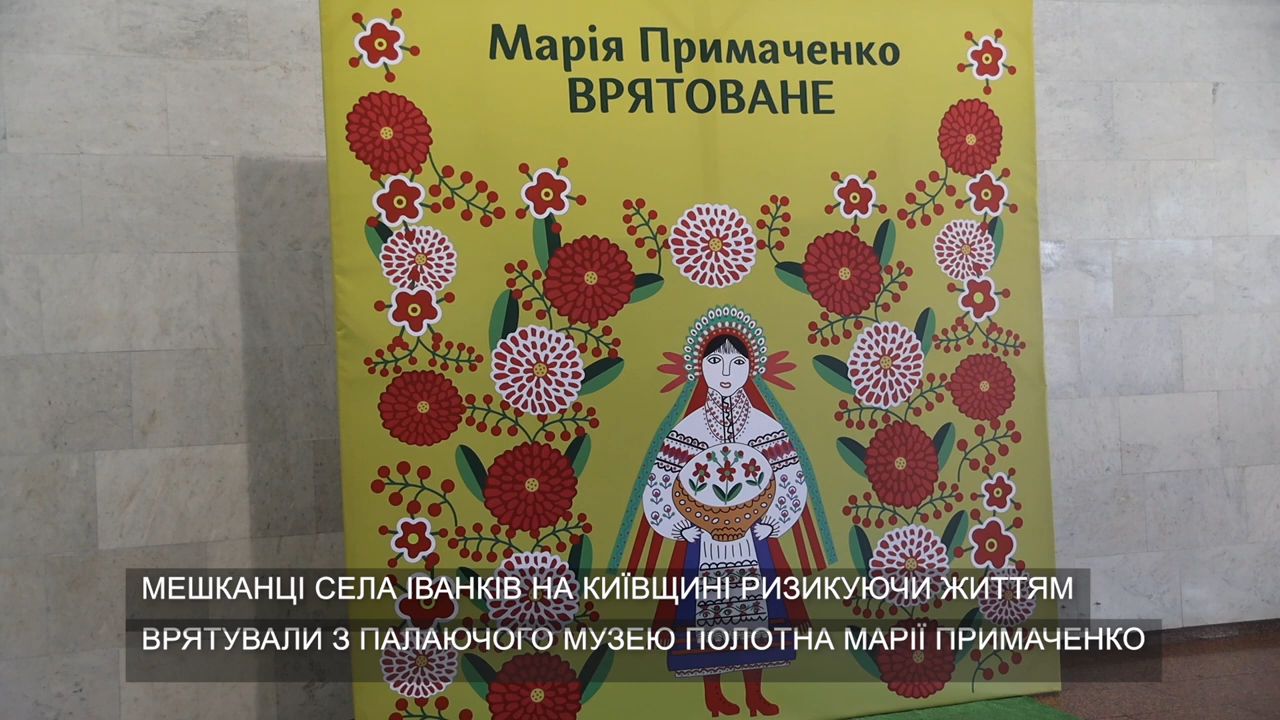 Марія Примаченко
ВРЯТОВАНЕ
МЕШКАНЦІ СЕЛА ІВАНКІВ НА КИЇВЩИНІ РИЗИКУЮЧИ ЖИТТЯМ
ВРЯТУВАЛИ З ПАЛАЮЧОГО МУЗЕЮ ПОЛОТНА МАРІЇ ПРИМАЧЕНКО